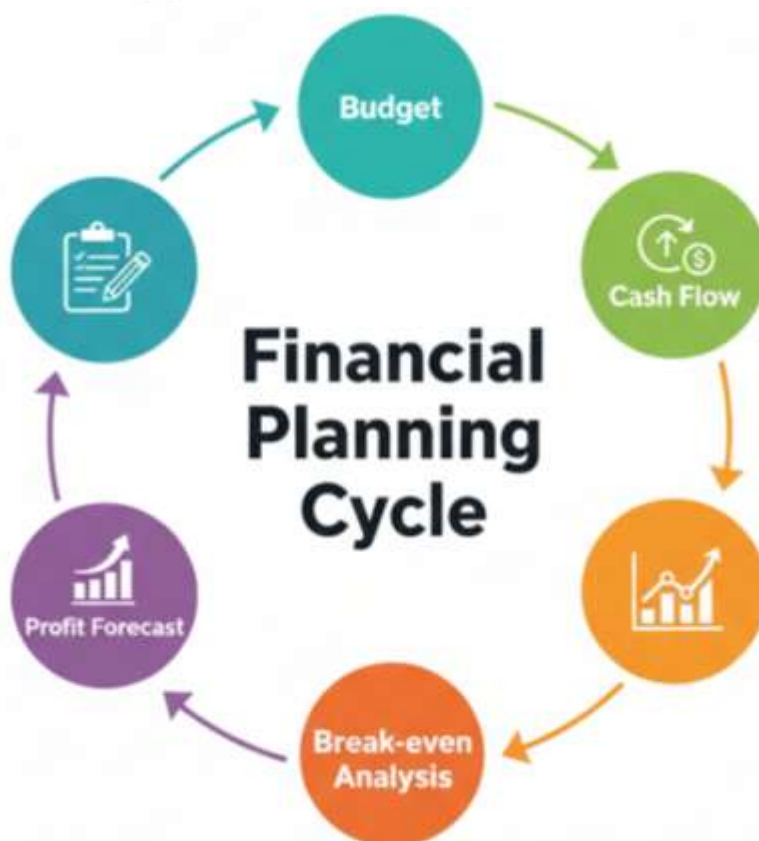 Budget
Cash Flow
$
Financial
Planning
Cycle
Profit Forecast
Break-even
Analysis